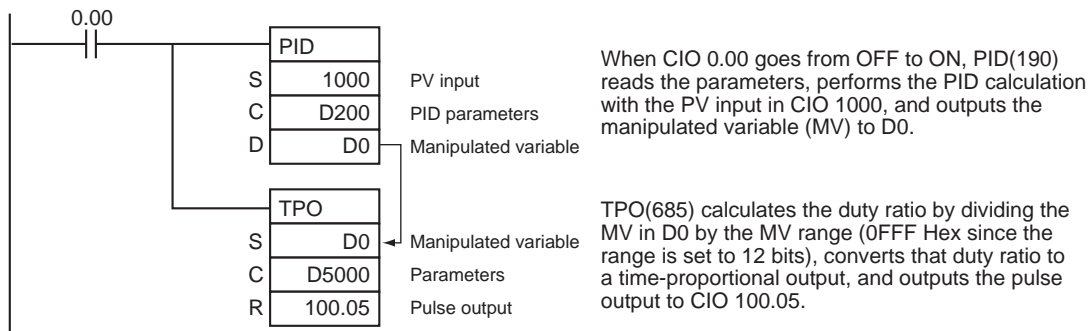 0.00
PID
S 1000 PV input
C D200 PID parameters
D D0 Manipulated variable
When CIO 0.00 goes from OFF to ON, PID(190)
reads the parameters, performs the PID calculation
with the PV input in CIO 1000, and outputs the
manipulated variable (MV) to D0.
TPO
S D0 Manipulated variable
C D5000 Parameters
R 100.05 Pulse output
TPO(685) calculates the duty ratio by dividing the
MV in D0 by the MV range (0FFF Hex since the
range is set to 12 bits), converts that duty ratio to
a time-proportional output, and outputs the pulse
output to CIO 100.05.